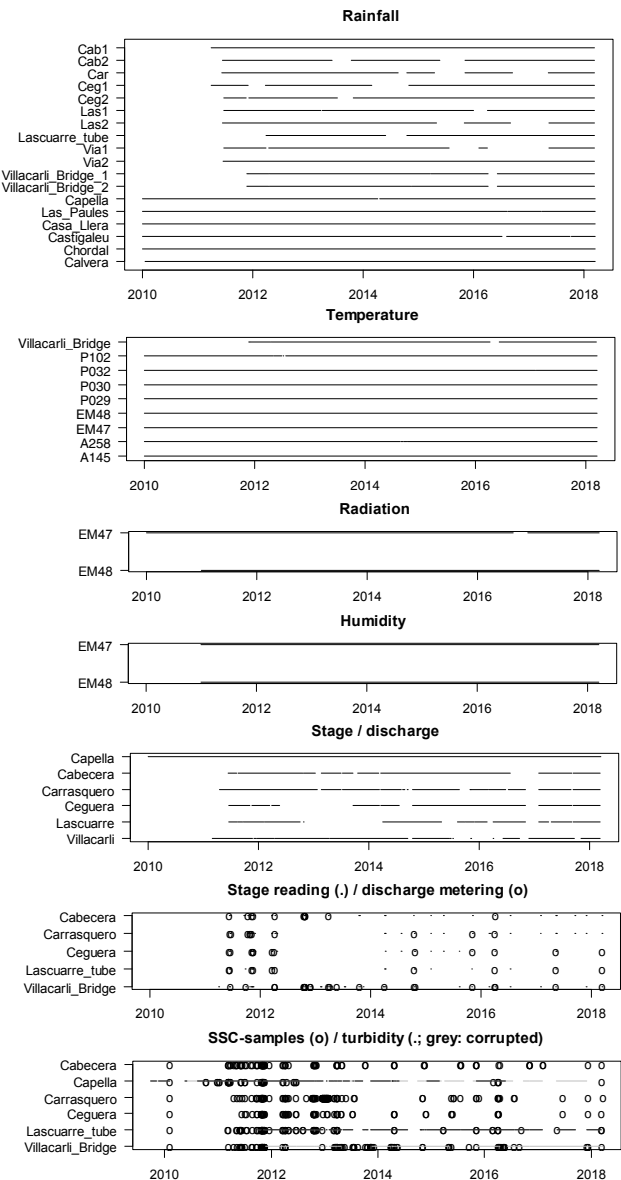 Rainfall
Cab1
Cab2
Car
Ceg1
Ceg2
Las1
Las2
Lascuarre_tube
Via1
Via2
Villacarli_Bridge_1
Villacarli_Bridge_2
Capella
Las_Paules
Casa_Llera
Castigaleu
Chordal
Calvera
2010 2012 2014 2016 2018
Temperature
Villacarli_Bridge
P102
P032
P030
P029
EM48
EM47
A258
A145
2010 2012 2014 2016 2018
Radiation
EM47
EM48
2010 2012 2014 2016 2018
Humidity
EM47
EM48
2010 2012 2014 2016 2018
Stage / discharge
Capella
Cabecera
Carrasquero
Ceguera
Lascuarre
Villacarli
2010 2012 2014 2016 2018
Stage reading (.) / discharge metering (o)
Cabecera
Carrasquero
Ceguera
Lascuarre_tube
Villacarli_Bridge
2010 2012 2014 2016 2018
SSC-samples (o) / turbidity (.; grey: corrupted)
Cabecera
Capella
Carrasquero
Ceguera
Lascuarre_tube
Villacarli_Bridge
2010 2012 2014 2016 2018